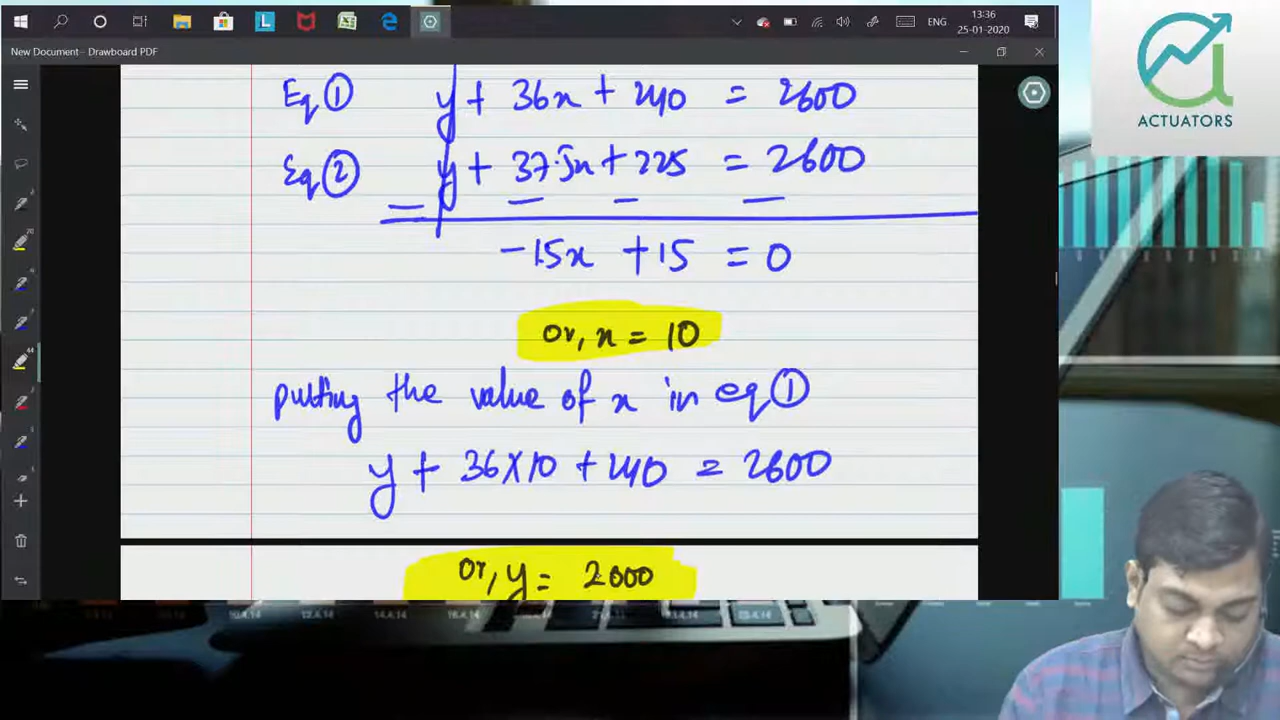 13:36
ENG
25-01-2020
New Document - Drawboard PDF
ACTUATORS
Eq ① y + 36x + 240 = 2600
Eq ② y + 37.5x + 225 = 2600
= - - -
-1.5x + 15 = 0
or, x = 10
putting the value of x in eq ①
y + 36 × 10 + 240 = 2600
or, y = 2000